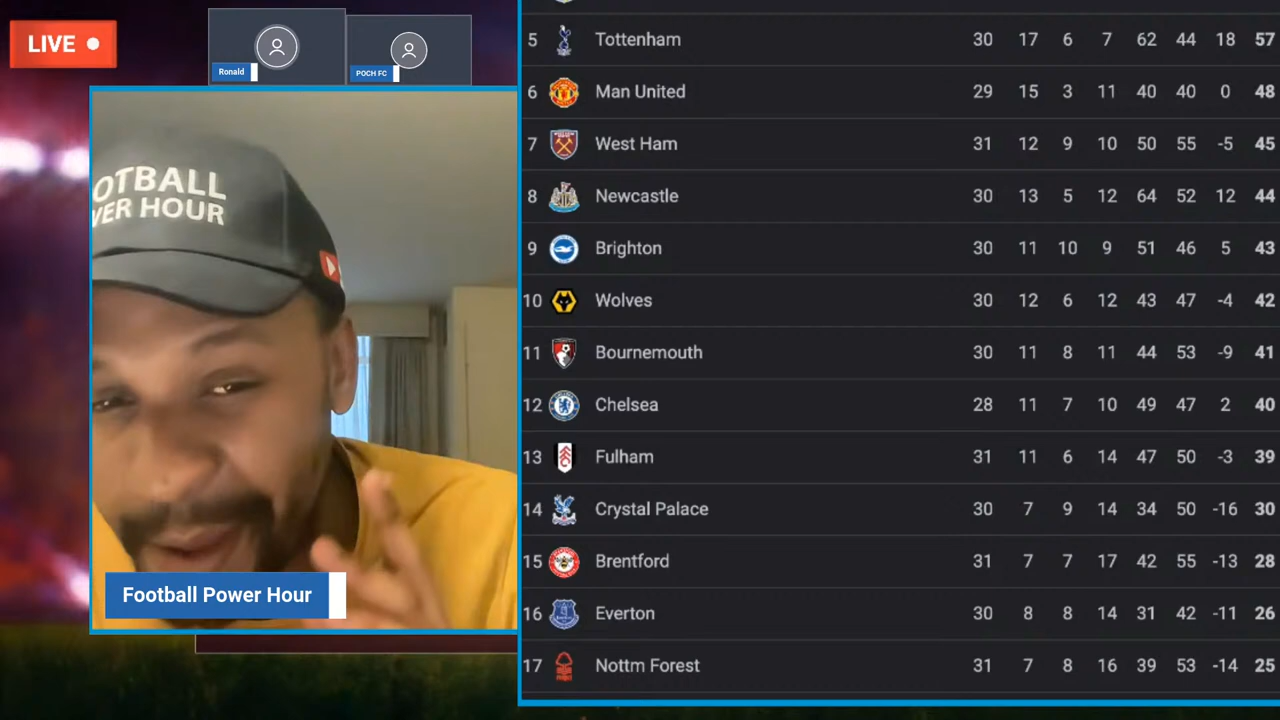 LIVE
Ronald
POCH FC
OTBALL
VER HOUR
Football Power Hour
5 Tottenham 30 17 6 7 62 44 18 57
6 Man United 29 15 3 11 40 40 0 48
7 West Ham 31 12 9 10 50 55 -5 45
8 Newcastle 30 13 5 12 64 52 12 44
9 Brighton 30 11 10 9 51 46 5 43
10 Wolves 30 12 6 12 43 47 -4 42
11 Bournemouth 30 11 8 11 44 53 -9 41
12 Chelsea 28 11 7 10 49 47 2 40
13 Fulham 31 11 6 14 47 50 -3 39
14 Crystal Palace 30 7 9 14 34 50 -16 30
15 Brentford 31 7 7 17 42 55 -13 28
16 Everton 30 8 8 14 31 42 -11 26
17 Nottm Forest 31 7 8 16 39 53 -14 25